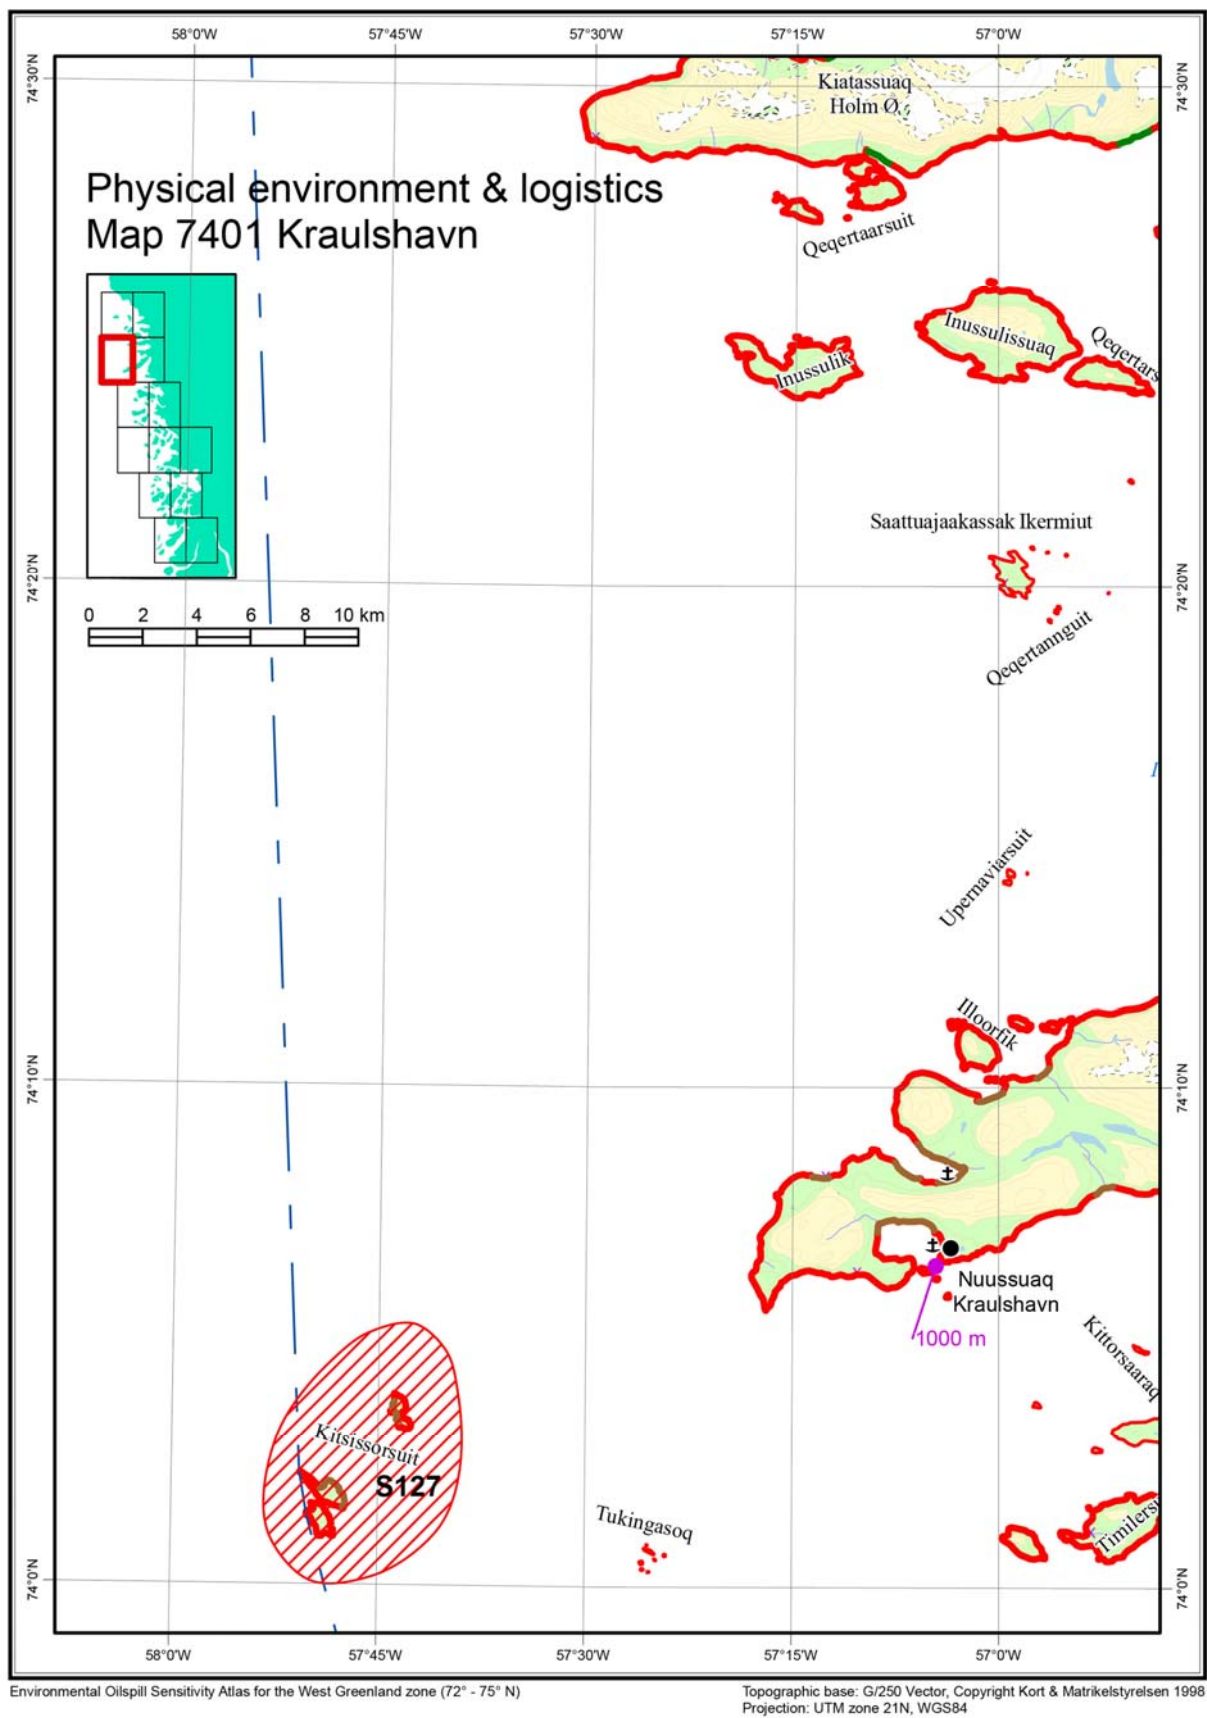 58°0'W
57°45'W
57°30'W
57°15'W
57°0'W
74°30'N
74°30'N
Kiatassuaq
Holm Ø.
Physical environment & logistics
Map 7401 Kraulshavn
Qeqertaarsuit
Inussulissuaq
Qeqertars
Inussulik
Saattuajaakassak Ikermiut
74°20'N
74°20'N
0 2 4 6 8 10 km
Qeqertannguit
I
Upernaviarsuit
Illoorfik
74°10'N
74°10'N
Nuussuaq
Kraulshavn
1000 m
Kittorsaaraq
Kitsissorsuit
S127
Tukingasoq
Timilersu
74°0'N
74°0'N
58°0'W
57°45'W
57°30'W
57°15'W
57°0'W
Environmental Oilspill Sensitivity Atlas for the West Greenland zone (72° - 75° N)
Topographic base: G/250 Vector, Copyright Kort & Matrikelstyrelsen 1998
Projection: UTM zone 21N, WGS84